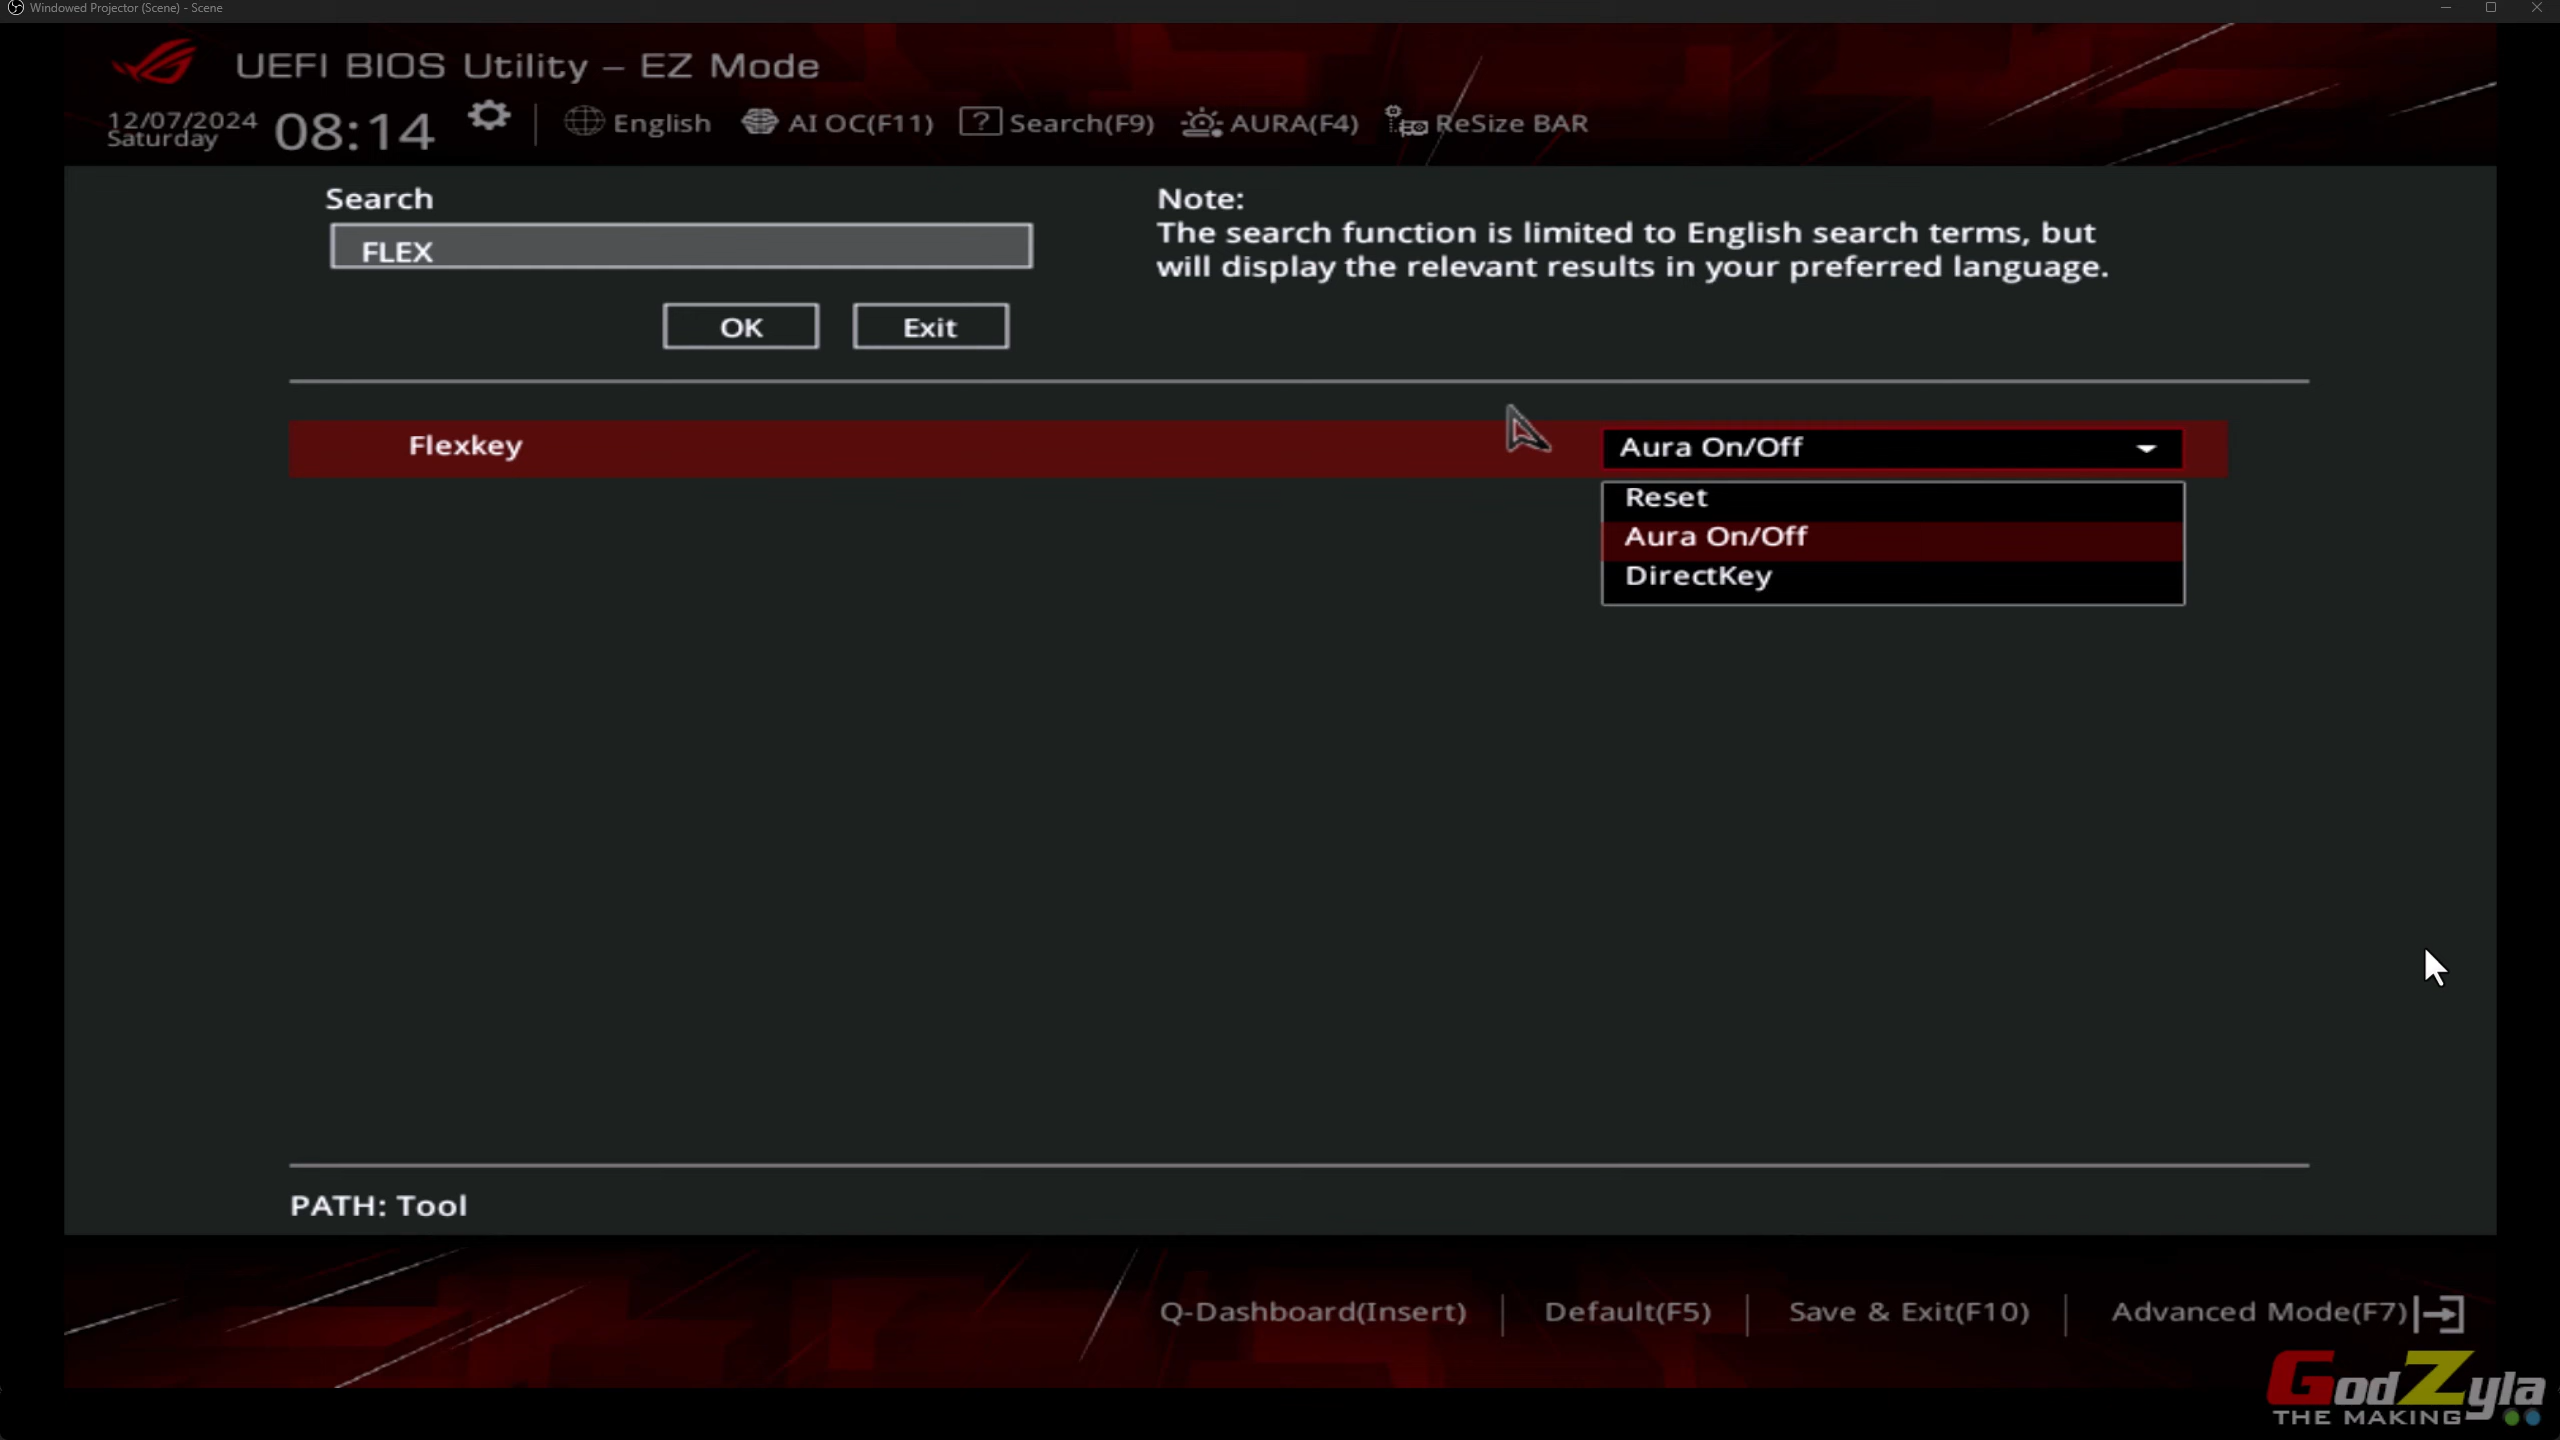 Windowed Projector (Scene) - Scene
UEFI BIOS Utility – EZ Mode
12/07/2024
Saturday
08:14
English
AI OC(F11)
? Search(F9)
AURA(F4)
ReSize BAR
Search
FLEX
OK
Exit
Note:
The search function is limited to English search terms, but
will display the relevant results in your preferred language.
Flexkey
Aura On/Off
Reset
Aura On/Off
DirectKey
PATH: Tool
Q-Dashboard(Insert)
Default(F5)
Save & Exit(F10)
Advanced Mode(F7)
GodZyla
THE MAKING